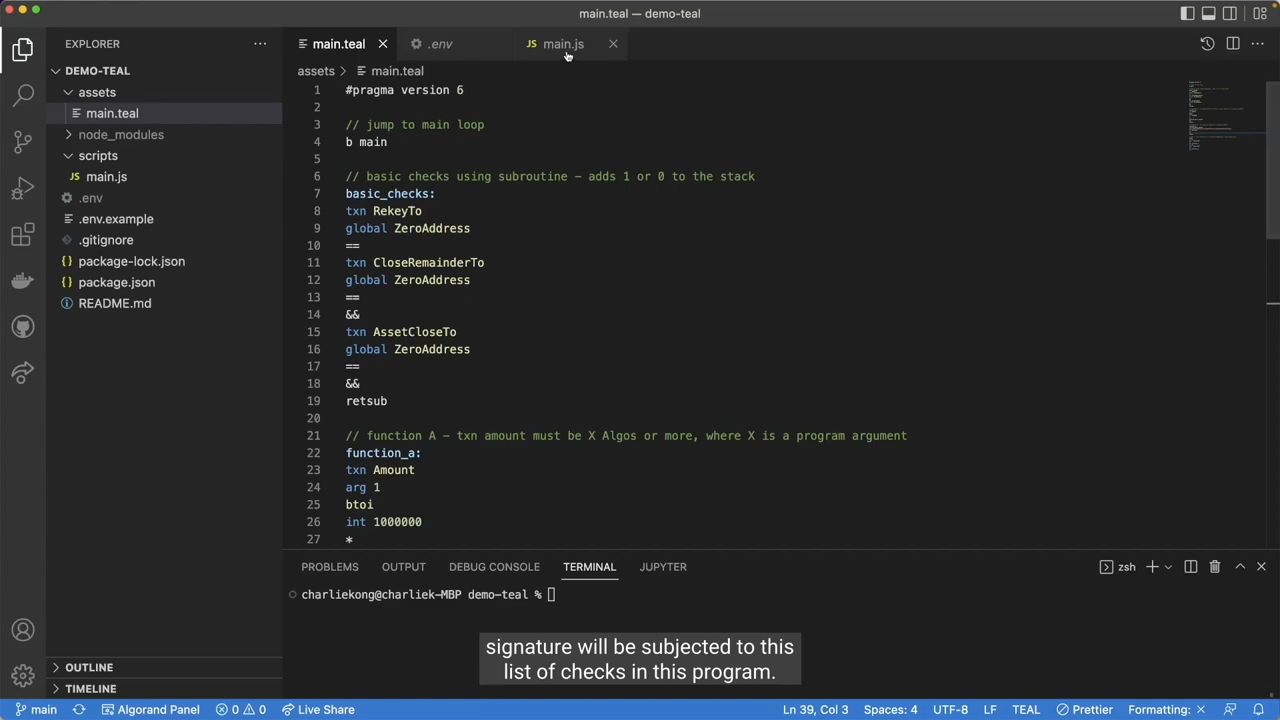 main.teal — demo-teal
EXPLORER
main.teal
.env
JS main.js
DEMO-TEAL
assets > main.teal
assets
main.teal
node_modules
scripts
JS main.js
.env
.env.example
.gitignore
{} package-lock.json
{} package.json
README.md
1 #pragma version 6
2
3 // jump to main loop
4 b main
5
6 // basic checks using subroutine – adds 1 or 0 to the stack
7 basic_checks:
8 txn RekeyTo
9 global ZeroAddress
10 ==
11 txn CloseRemainderTo
12 global ZeroAddress
13 ==
14 &&
15 txn AssetCloseTo
16 global ZeroAddress
17 ==
18 &&
19 retsub
20
21 // function A – txn amount must be X Algos or more, where X is a program argument
22 function_a:
23 txn Amount
24 arg 1
25 btoi
26 int 1000000
27 *
PROBLEMS OUTPUT DEBUG CONSOLE TERMINAL JUPYTER
zsh
charliekong@charliek-MBP demo-teal %
signature will be subjected to this
list of checks in this program.
OUTLINE
TIMELINE
main Algorand Panel 0 0 Live Share Ln 39, Col 3 Spaces: 4 UTF-8 LF TEAL Prettier Formatting: ×